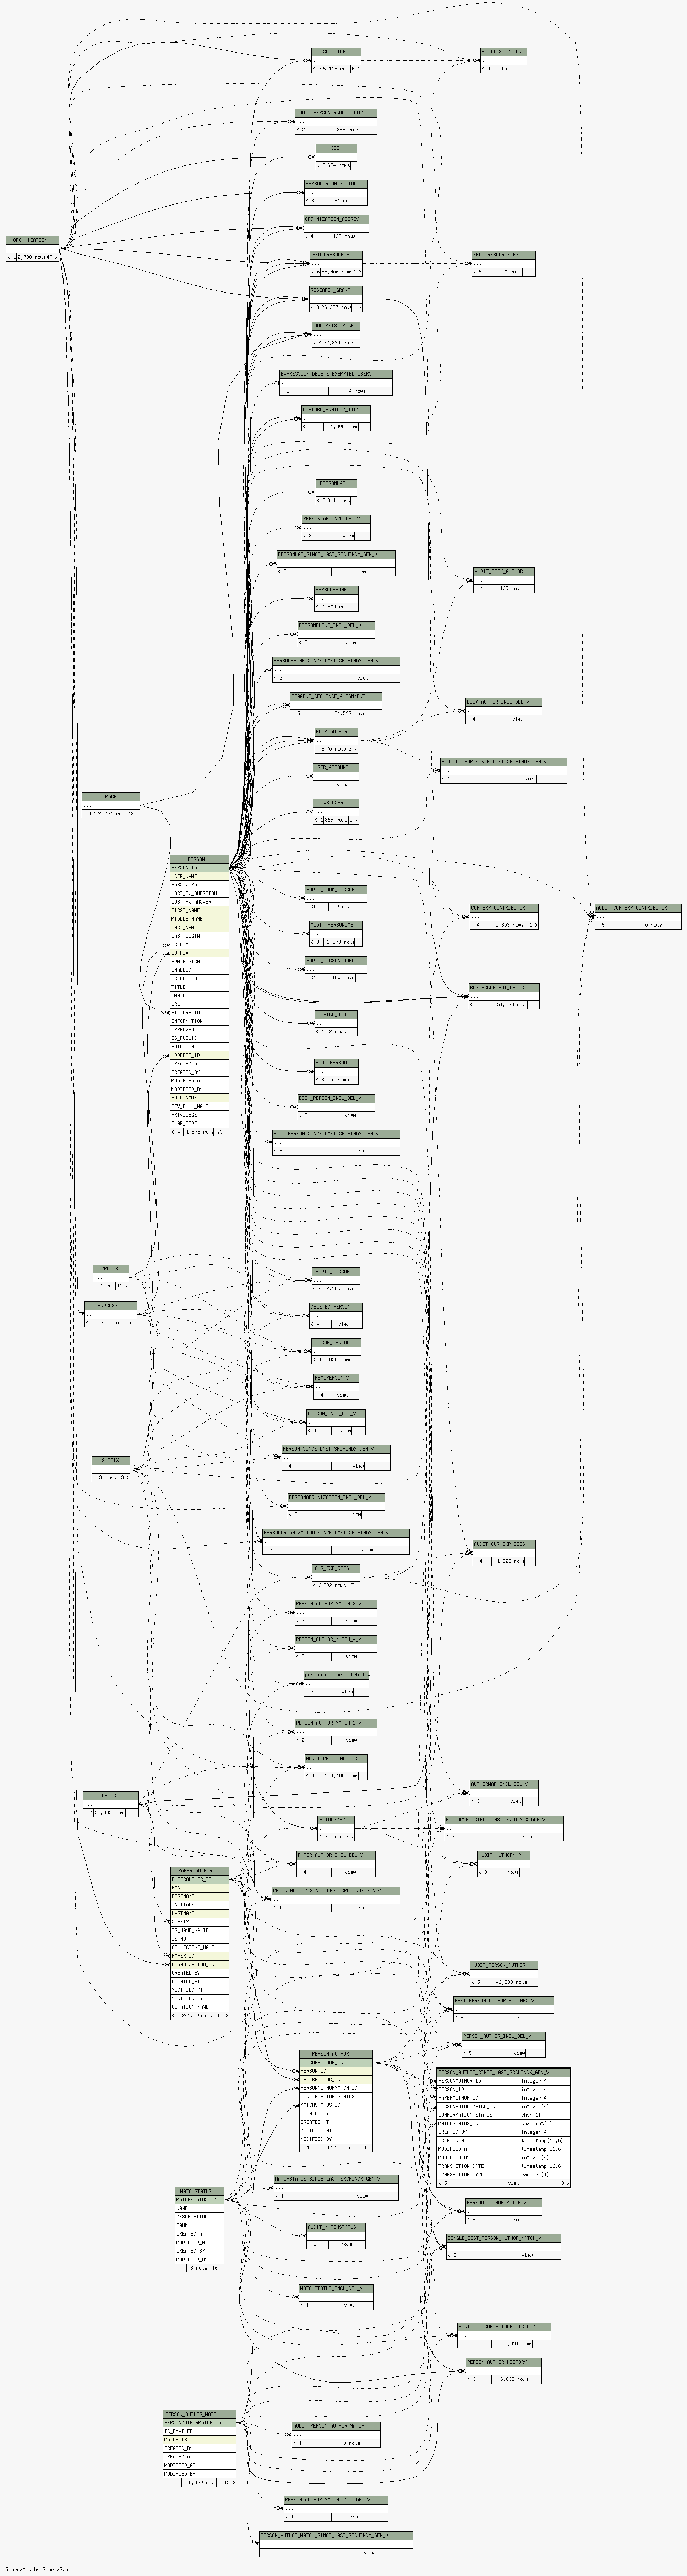 SUPPLIER
...
< 3 5,115 rows 6 >
AUDIT_SUPPLIER
...
< 4 0 rows
AUDIT_PERSONORGANIZATION
...
< 2 288 rows
JOB
...
< 5 674 rows
PERSONORGANIZATION
...
< 3 51 rows
ORGANIZATION_ABBREV
...
< 4 123 rows
ORGANIZATION
...
< 1 2,700 rows 47 >
FEATURESOURCE
...
< 6 55,906 rows 1 >
FEATURESOURCE_EXC
...
< 5 0 rows
RESEARCH_GRANT
...
< 3 26,257 rows 1 >
ANALYSIS_IMAGE
...
< 4 22,394 rows
EXPRESSION_DELETE_EXEMPTED_USERS
...
< 1 4 rows
FEATURE_ANATOMY_ITEM
...
< 5 1,808 rows
PERSONLAB
...
< 3 811 rows
PERSONLAB_INCL_DEL_V
...
< 3 view
PERSONLAB_SINCE_LAST_SRCHINDX_GEN_V
...
< 3 view
AUDIT_BOOK_AUTHOR
...
< 4 109 rows
PERSONPHONE
...
< 2 904 rows
PERSONPHONE_INCL_DEL_V
...
< 2 view
PERSONPHONE_SINCE_LAST_SRCHINDX_GEN_V
...
< 2 view
REAGENT_SEQUENCE_ALIGNMENT
...
< 5 24,597 rows
BOOK_AUTHOR_INCL_DEL_V
...
< 4 view
BOOK_AUTHOR
...
< 5 70 rows 3 >
BOOK_AUTHOR_SINCE_LAST_SRCHINDX_GEN_V
...
< 4 view
USER_ACCOUNT
...
< 1 view
IMAGE
...
< 1 124,431 rows 12 >
XB_USER
...
< 1 369 rows 1 >
PERSON
PERSON_ID
USER_NAME
PASS_WORD
LOST_PW_QUESTION
LOST_PW_ANSWER
FIRST_NAME
MIDDLE_NAME
LAST_NAME
LAST_LOGIN
PREFIX
SUFFIX
ADMINISTRATOR
ENABLED
IS_CURRENT
TITLE
EMAIL
URL
PICTURE_ID
INFORMATION
APPROVED
IS_PUBLIC
BUILT_IN
ADDRESS_ID
CREATED_AT
CREATED_BY
MODIFIED_AT
MODIFIED_BY
FULL_NAME
REV_FULL_NAME
PRIVILEGE
ILAR_CODE
< 4 1,873 rows 70 >
AUDIT_BOOK_PERSON
...
< 3 0 rows
AUDIT_PERSONLAB
...
< 3 2,373 rows
AUDIT_PERSONPHONE
...
< 2 160 rows
CUR_EXP_CONTRIBUTOR
...
< 4 1,309 rows 1 >
AUDIT_CUR_EXP_CONTRIBUTOR
...
< 5 0 rows
RESEARCHGRANT_PAPER
...
< 4 51,873 rows
BATCH_JOB
...
< 1 12 rows 1 >
BOOK_PERSON
...
< 3 0 rows
BOOK_PERSON_INCL_DEL_V
...
< 3 view
BOOK_PERSON_SINCE_LAST_SRCHINDX_GEN_V
...
< 3 view
PREFIX
...
1 row 11 >
ADDRESS
...
< 2 1,409 rows 15 >
AUDIT_PERSON
...
< 4 22,969 rows
DELETED_PERSON
...
< 4 view
PERSON_BACKUP
...
< 4 828 rows
REALPERSON_V
...
< 4 view
PERSON_INCL_DEL_V
...
< 4 view
PERSON_SINCE_LAST_SRCHINDX_GEN_V
...
< 4 view
SUFFIX
...
3 rows 13 >
PERSONORGANIZATION_INCL_DEL_V
...
< 2 view
PERSONORGANIZATION_SINCE_LAST_SRCHINDX_GEN_V
...
< 2 view
AUDIT_CUR_EXP_GSES
...
< 4 1,825 rows
CUR_EXP_GSES
...
< 3 302 rows 17 >
PERSON_AUTHOR_MATCH_3_V
...
< 2 view
PERSON_AUTHOR_MATCH_4_V
...
< 2 view
person_author_match_1_v
...
< 2 view
PERSON_AUTHOR_MATCH_2_V
...
< 2 view
AUDIT_PAPER_AUTHOR
...
< 4 584,480 rows
PAPER
...
< 4 53,335 rows 38 >
AUTHORMAP_INCL_DEL_V
...
< 3 view
AUTHORMAP
...
< 2 1 row 3 >
AUTHORMAP_SINCE_LAST_SRCHINDX_GEN_V
...
< 3 view
PAPER_AUTHOR_INCL_DEL_V
...
< 4 view
AUDIT_AUTHORMAP
...
< 3 0 rows
PAPER_AUTHOR_SINCE_LAST_SRCHINDX_GEN_V
...
< 4 view
PAPER_AUTHOR
PAPERAUTHOR_ID
RANK
FORENAME
INITIALS
LASTNAME
SUFFIX
IS_NAME_VALID
IS_NOT
COLLECTIVE_NAME
PAPER_ID
ORGANIZATION_ID
CREATED_BY
CREATED_AT
MODIFIED_AT
MODIFIED_BY
CITATION_NAME
< 3 249,205 rows 14 >
AUDIT_PERSON_AUTHOR
...
< 5 42,398 rows
BEST_PERSON_AUTHOR_MATCHES_V
...
< 5 view
PERSON_AUTHOR_INCL_DEL_V
...
< 5 view
PERSON_AUTHOR
PERSONAUTHOR_ID
PERSON_ID
PAPERAUTHOR_ID
PERSONAUTHORMATCH_ID
CONFIRMATION_STATUS
MATCHSTATUS_ID
CREATED_BY
CREATED_AT
MODIFIED_AT
MODIFIED_BY
< 4 37,532 rows 8 >
PERSON_AUTHOR_SINCE_LAST_SRCHINDX_GEN_V
PERSONAUTHOR_ID integer[4]
PERSON_ID integer[4]
PAPERAUTHOR_ID integer[4]
PERSONAUTHORMATCH_ID integer[4]
CONFIRMATION_STATUS char[1]
MATCHSTATUS_ID smallint[2]
CREATED_BY integer[4]
CREATED_AT timestamp[16,6]
MODIFIED_AT timestamp[16,6]
MODIFIED_BY integer[4]
TRANSACTION_DATE timestamp[16,6]
TRANSACTION_TYPE varchar[1]
< 5 view 0 >
MATCHSTATUS_SINCE_LAST_SRCHINDX_GEN_V
...
< 1 view
MATCHSTATUS
MATCHSTATUS_ID
NAME
DESCRIPTION
RANK
CREATED_AT
MODIFIED_AT
CREATED_BY
MODIFIED_BY
8 rows 16 >
PERSON_AUTHOR_MATCH_V
...
< 5 view
AUDIT_MATCHSTATUS
...
< 1 0 rows
SINGLE_BEST_PERSON_AUTHOR_MATCH_V
...
< 5 view
MATCHSTATUS_INCL_DEL_V
...
< 1 view
AUDIT_PERSON_AUTHOR_HISTORY
...
< 3 2,891 rows
PERSON_AUTHOR_HISTORY
...
< 3 6,003 rows
PERSON_AUTHOR_MATCH
PERSONAUTHORMATCH_ID
IS_EMAILED
MATCH_TS
CREATED_BY
CREATED_AT
MODIFIED_AT
MODIFIED_BY
6,479 rows 12 >
AUDIT_PERSON_AUTHOR_MATCH
...
< 1 0 rows
PERSON_AUTHOR_MATCH_INCL_DEL_V
...
< 1 view
PERSON_AUTHOR_MATCH_SINCE_LAST_SRCHINDX_GEN_V
...
< 1 view
Generated by SchemaSpy